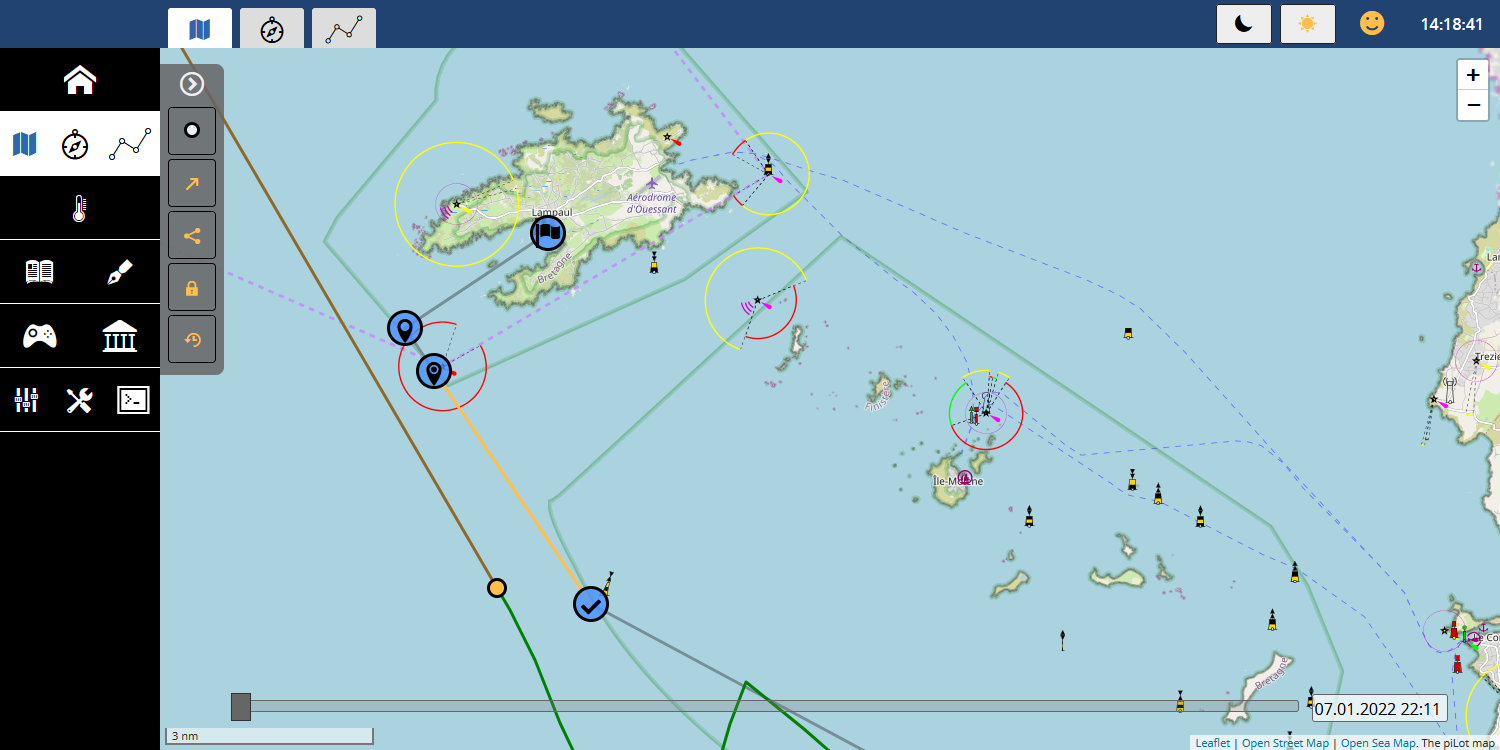 14:18:41
+
−
Lampaul
Aérodrome
d'Ouessant
Bretagne
Lan
Trezie
Finistère
Île-Molène
Bretagne
Le Co
07.01.2022 22:11
3 nm
Leaflet | Open Street Map | Open Sea Map. The piLot map